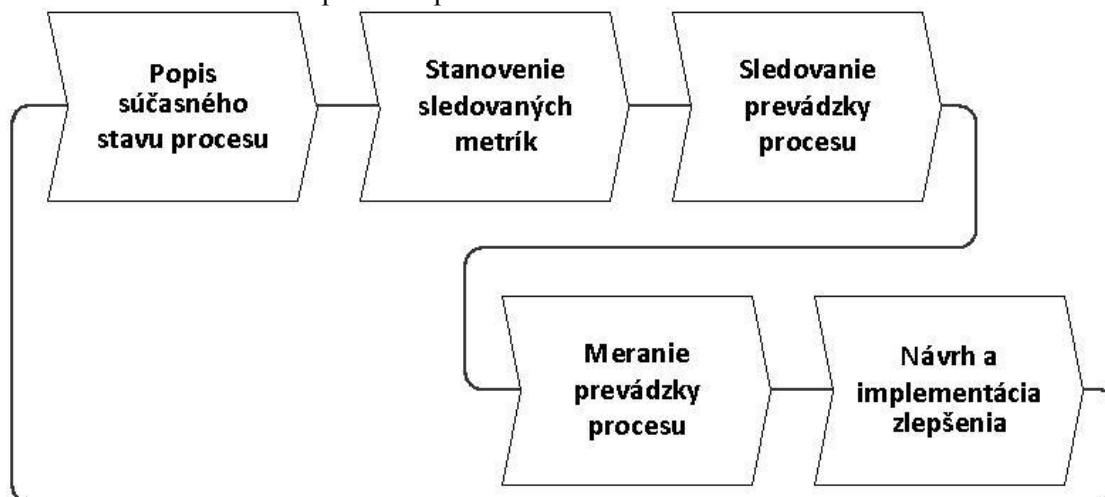 Popis
súčasného
stavu procesu
Stanovenie
sledovaných
metrík
Sledovanie
prevádzky
procesu
Meranie
prevádzky
procesu
Návrh a
implementácia
zlepšenia